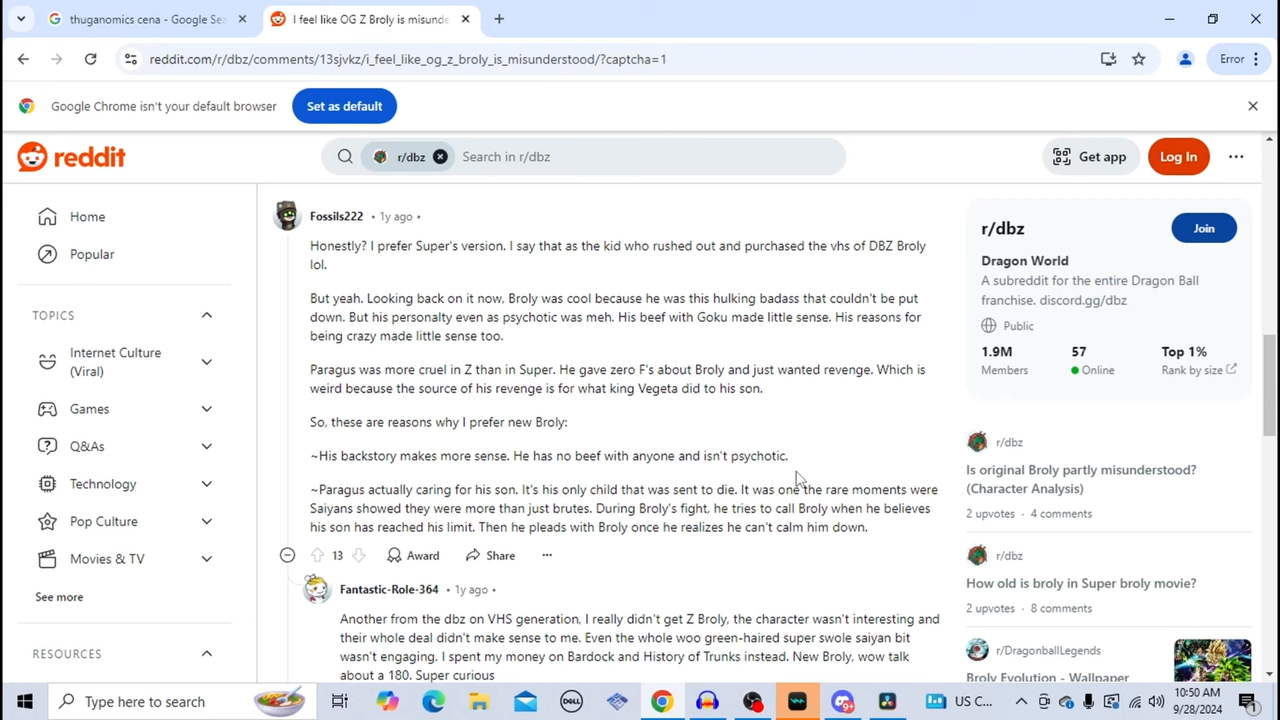 thuganomics cena - Google Sea
I feel like OG Z Broly is misunde
reddit.com/r/dbz/comments/13sjvkz/i_feel_like_og_z_broly_is_misunderstood/?captcha=1
Error
Google Chrome isn't your default browser
Set as default
reddit
r/dbz
Search in r/dbz
Get app
Log In
Home
Popular
TOPICS
Internet Culture
(Viral)
Games
Q&As
Technology
Pop Culture
Movies & TV
See more
RESOURCES
Fossils222 • 1y ago •
Honestly? I prefer Super's version. I say that as the kid who rushed out and purchased the vhs of DBZ Broly
lol.
But yeah. Looking back on it now, Broly was cool because he was this hulking badass that couldn't be put
down. But his personalty even as psychotic was meh. His beef with Goku made little sense. His reasons for
being crazy made little sense too.
Paragus was more cruel in Z than in Super. He gave zero F's about Broly and just wanted revenge. Which is
weird because the source of his revenge is for what king Vegeta did to his son.
So, these are reasons why I prefer new Broly:
~His backstory makes more sense. He has no beef with anyone and isn't psychotic.
~Paragus actually caring for his son. It's his only child that was sent to die. It was one the rare moments were
Saiyans showed they were more than just brutes. During Broly's fight, he tries to call Broly when he believes
his son has reached his limit. Then he pleads with Broly once he realizes he can't calm him down.
13
Award
Share
Fantastic-Role-364 • 1y ago •
Another from the dbz on VHS generation, I really didn't get Z Broly, the character wasn't interesting and
their whole deal didn't make sense to me. Even the whole woo green-haired super swole saiyan bit
wasn't engaging. I spent my money on Bardock and History of Trunks instead. New Broly, wow talk
about a 180. Super curious
r/dbz
Join
Dragon World
A subreddit for the entire Dragon Ball
franchise. discord.gg/dbz
Public
1.9M 57 Top 1%
Members Online Rank by size
r/dbz
Is original Broly partly misunderstood?
(Character Analysis)
2 upvotes • 4 comments
r/dbz
How old is broly in Super broly movie?
2 upvotes • 8 comments
r/DragonballLegends
Broly Evolution - Wallpaper
Type here to search
DELL
US C...
10:50 AM
9/28/2024